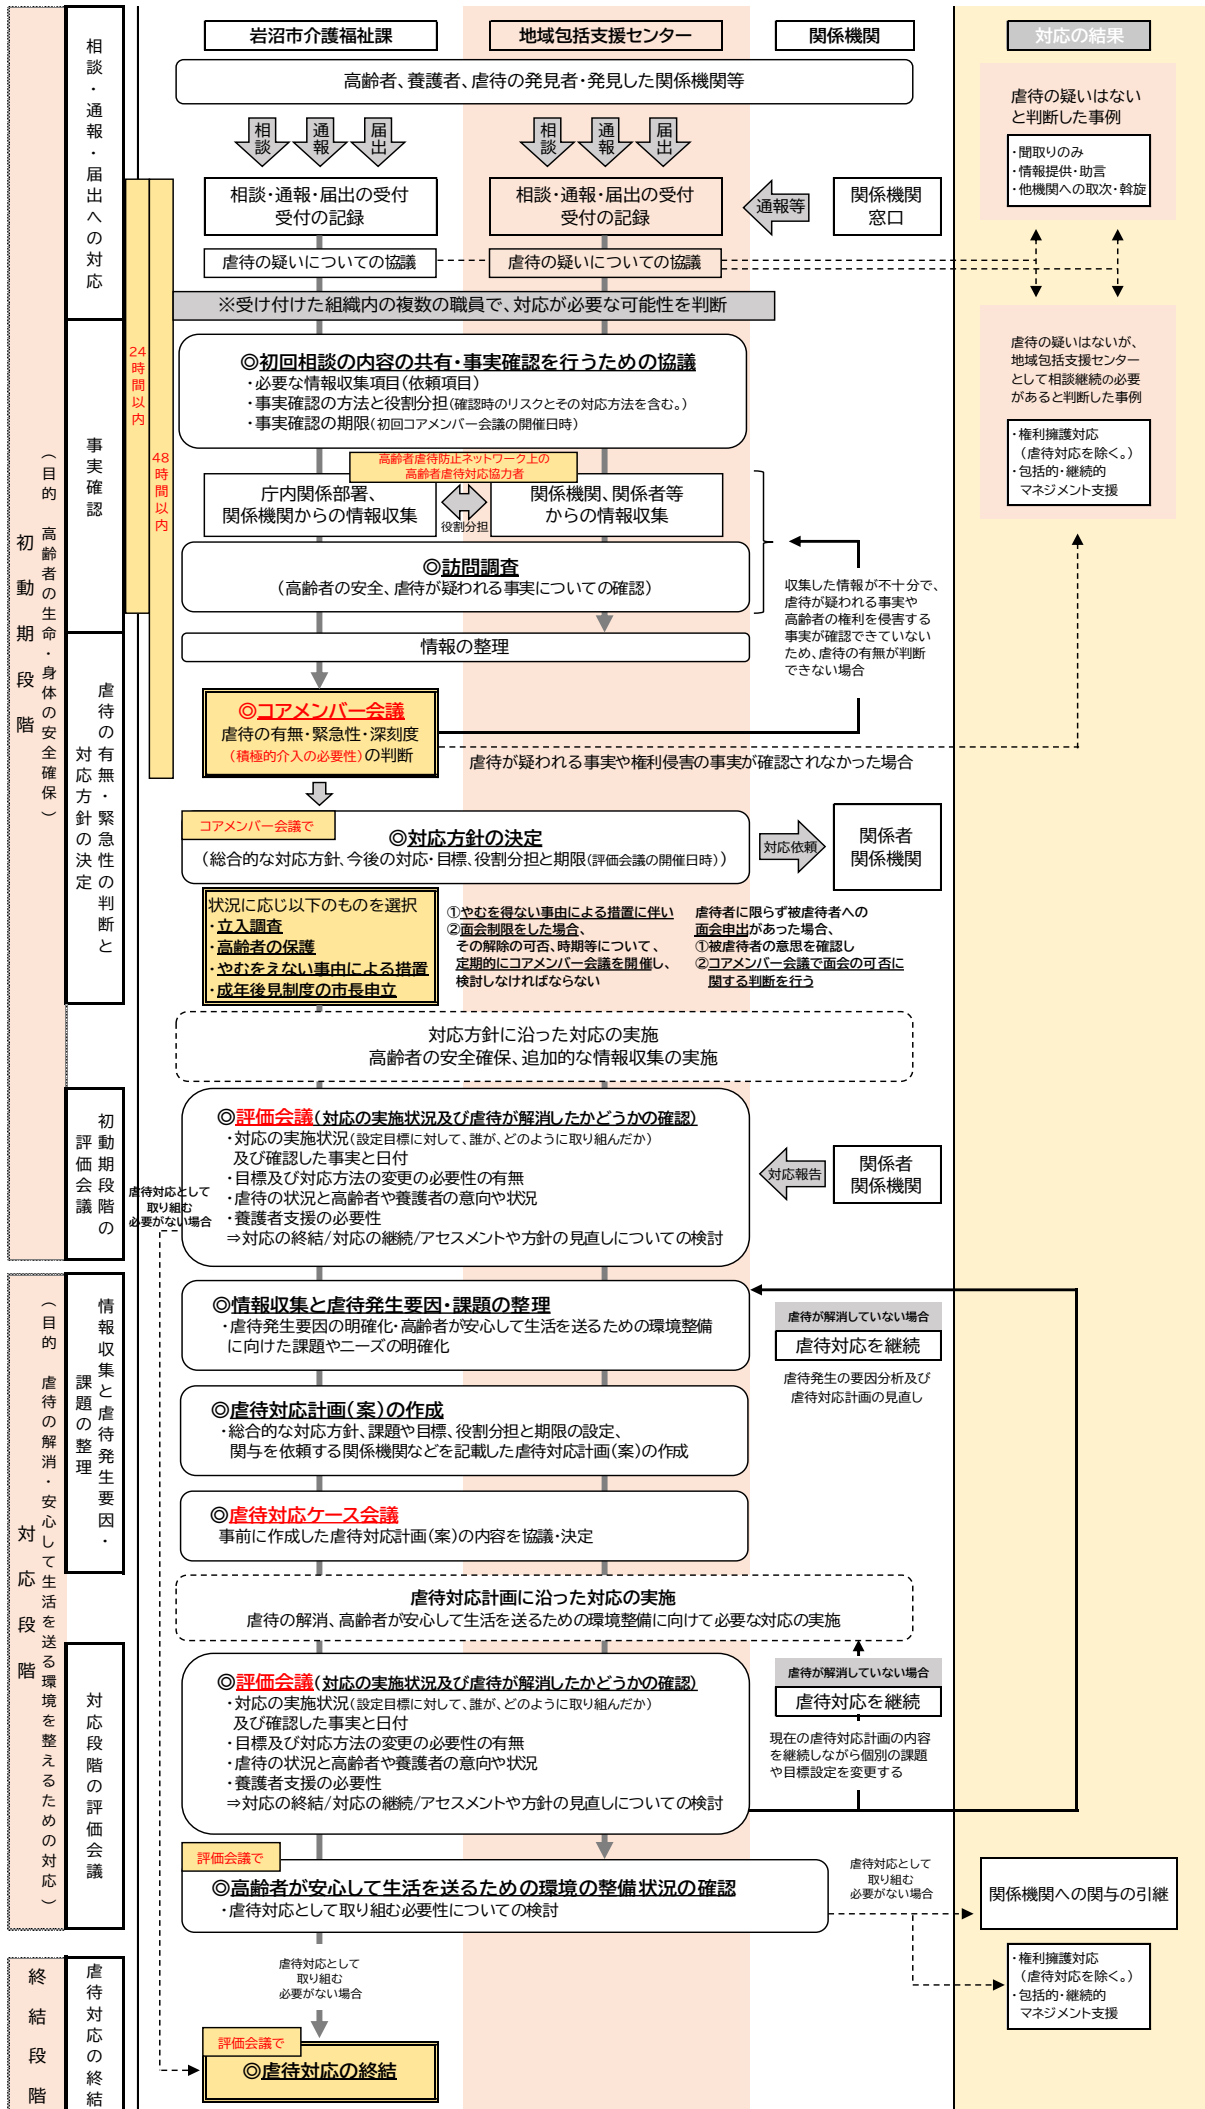 岩沼市介護福祉課
地域包括支援センター
関係機関
対応の結果
相談・通報・届出への対応
高齢者、養護者、虐待の発見者・発見した関係機関等
相談
通報
届出
相談
通報
届出
相談・通報・届出の受付
受付の記録
相談・通報・届出の受付
受付の記録
通報等
関係機関
窓口
虐待の疑いについての協議
虐待の疑いについての協議
※受け付けた組織内の複数の職員で、対応が必要な可能性を判断
虐待の疑いはない
と判断した事例
・聞取りのみ
・情報提供・助言
・他機関への取次・斡旋
虐待の疑いはないが、
地域包括支援センター
として相談継続の必要
があると判断した事例
・権利擁護対応
(虐待対応を除く。)
・包括的・継続的
マネジメント支援
24時間以内
48時間以内
初動期段階
(目的 高齢者の生命・身体の安全確保)
事実確認
◎初回相談の内容の共有・事実確認を行うための協議
・必要な情報収集項目(依頼項目)
・事実確認の方法と役割分担(確認時のリスクとその対応方法を含む。)
・事実確認の期限(初回コアメンバー会議の開催日時)
高齢者虐待防止ネットワーク上の
高齢者虐待対応協力者
庁内関係部署、
関係機関からの情報収集
役割分担
関係機関、関係者等
からの情報収集
◎訪問調査
(高齢者の安全、虐待が疑われる事実についての確認)
収集した情報が不十分で、
虐待が疑われる事実や
高齢者の権利を侵害する
事実が確認できていない
ため、虐待の有無が判断
できない場合
情報の整理
虐待の有無・緊急性の判断と
対応方針の決定
◎コアメンバー会議
虐待の有無・緊急性・深刻度
(積極的介入の必要性)の判断
虐待が疑われる事実や権利侵害の事実が確認されなかった場合
コアメンバー会議で
◎対応方針の決定
(総合的な対応方針、今後の対応・目標、役割分担と期限(評価会議の開催日時))
対応依頼
関係者
関係機関
状況に応じ以下のものを選択
・立入調査
・高齢者の保護
・やむをえない事由による措置
・成年後見制度の市長申立
①やむを得ない事由による措置に伴い
②面会制限をした場合、
その解除の可否、時期等について、
定期的にコアメンバー会議を開催し、
検討しなければならない
虐待者に限らず被虐待者への
面会申出があった場合、
①被虐待者の意思を確認し
②コアメンバー会議で面会の可否に
関する判断を行う
対応方針に沿った対応の実施
高齢者の安全確保、追加的な情報収集の実施
初動期段階の
評価会議
◎評価会議(対応の実施状況及び虐待が解消したかどうかの確認)
・対応の実施状況(設定目標に対して、誰が、どのように取り組んだか)
及び確認した事実と日付
・目標及び対応方法の変更の必要性の有無
・虐待の状況と高齢者や養護者の意向や状況
・養護者支援の必要性
⇒対応の終結/対応の継続/アセスメントや方針の見直しについての検討
対応報告
関係者
関係機関
虐待対応として
取り組む
必要がない場合
対応段階
(目的 虐待の解消・安心して生活を送る環境を整えるための対応)
情報収集と虐待発生要因・
課題の整理
◎情報収集と虐待発生要因・課題の整理
・虐待発生要因の明確化・高齢者が安心して生活を送るための環境整備
に向けた課題やニーズの明確化
虐待が解消していない場合
虐待対応を継続
虐待発生の要因分析及び
虐待対応計画の見直し
◎虐待対応計画(案)の作成
・総合的な対応方針、課題や目標、役割分担と期限の設定、
関与を依頼する関係機関などを記載した虐待対応計画(案)の作成
◎虐待対応ケース会議
事前に作成した虐待対応計画(案)の内容を協議・決定
虐待対応計画に沿った対応の実施
虐待の解消、高齢者が安心して生活を送るための環境整備に向けて必要な対応の実施
対応段階の評価会議
◎評価会議(対応の実施状況及び虐待が解消したかどうかの確認)
・対応の実施状況(設定目標に対して、誰が、どのように取り組んだか)
及び確認した事実と日付
・目標及び対応方法の変更の必要性の有無
・虐待の状況と高齢者や養護者の意向や状況
・養護者支援の必要性
⇒対応の終結/対応の継続/アセスメントや方針の見直しについての検討
虐待が解消していない場合
虐待対応を継続
現在の虐待対応計画の内容
を継続しながら個別の課題
や目標設定を変更する
評価会議で
◎高齢者が安心して生活を送るための環境の整備状況の確認
・虐待対応として取り組む必要性についての検討
虐待対応として
取り組む
必要がない場合
関係機関への関与の引継
・権利擁護対応
(虐待対応を除く。)
・包括的・継続的
マネジメント支援
終結段階
虐待対応の終結
虐待対応として
取り組む
必要がない場合
評価会議で
◎虐待対応の終結